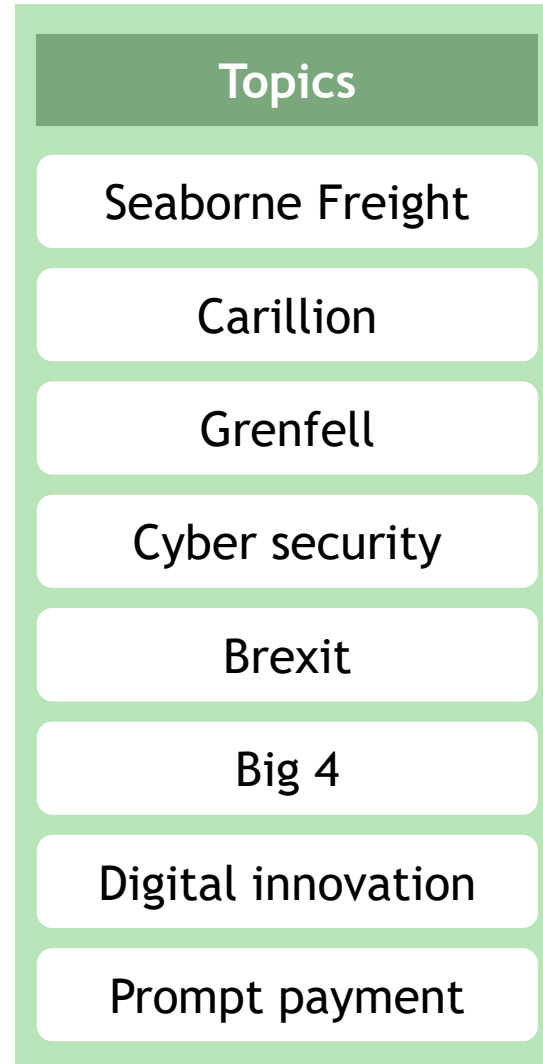 Topics
Seaborne Freight
Carillion
Grenfell
Cyber security
Brexit
Big 4
Digital innovation
Prompt payment